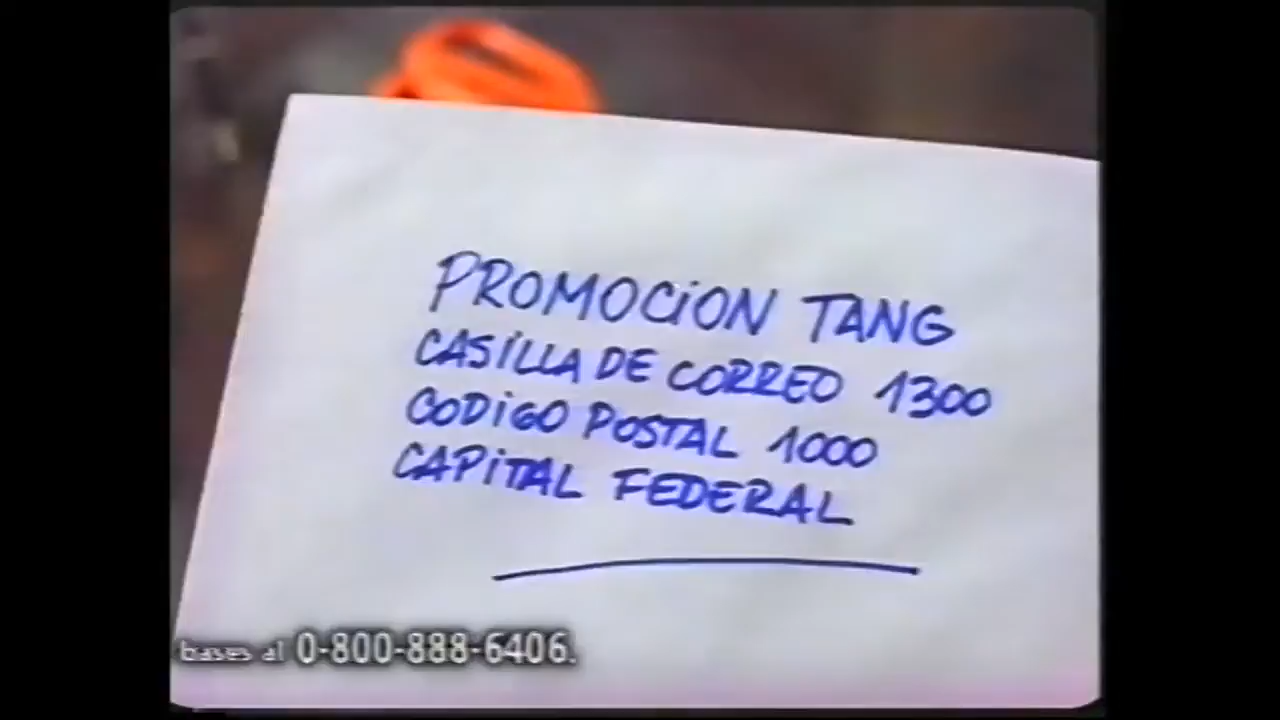 PROMOCiON TANG
CASiLLA DE CORREO 1300
CODiGO POSTAL 1000
CAPiTAL FEDERAL
bases al 0-800-888-6406.